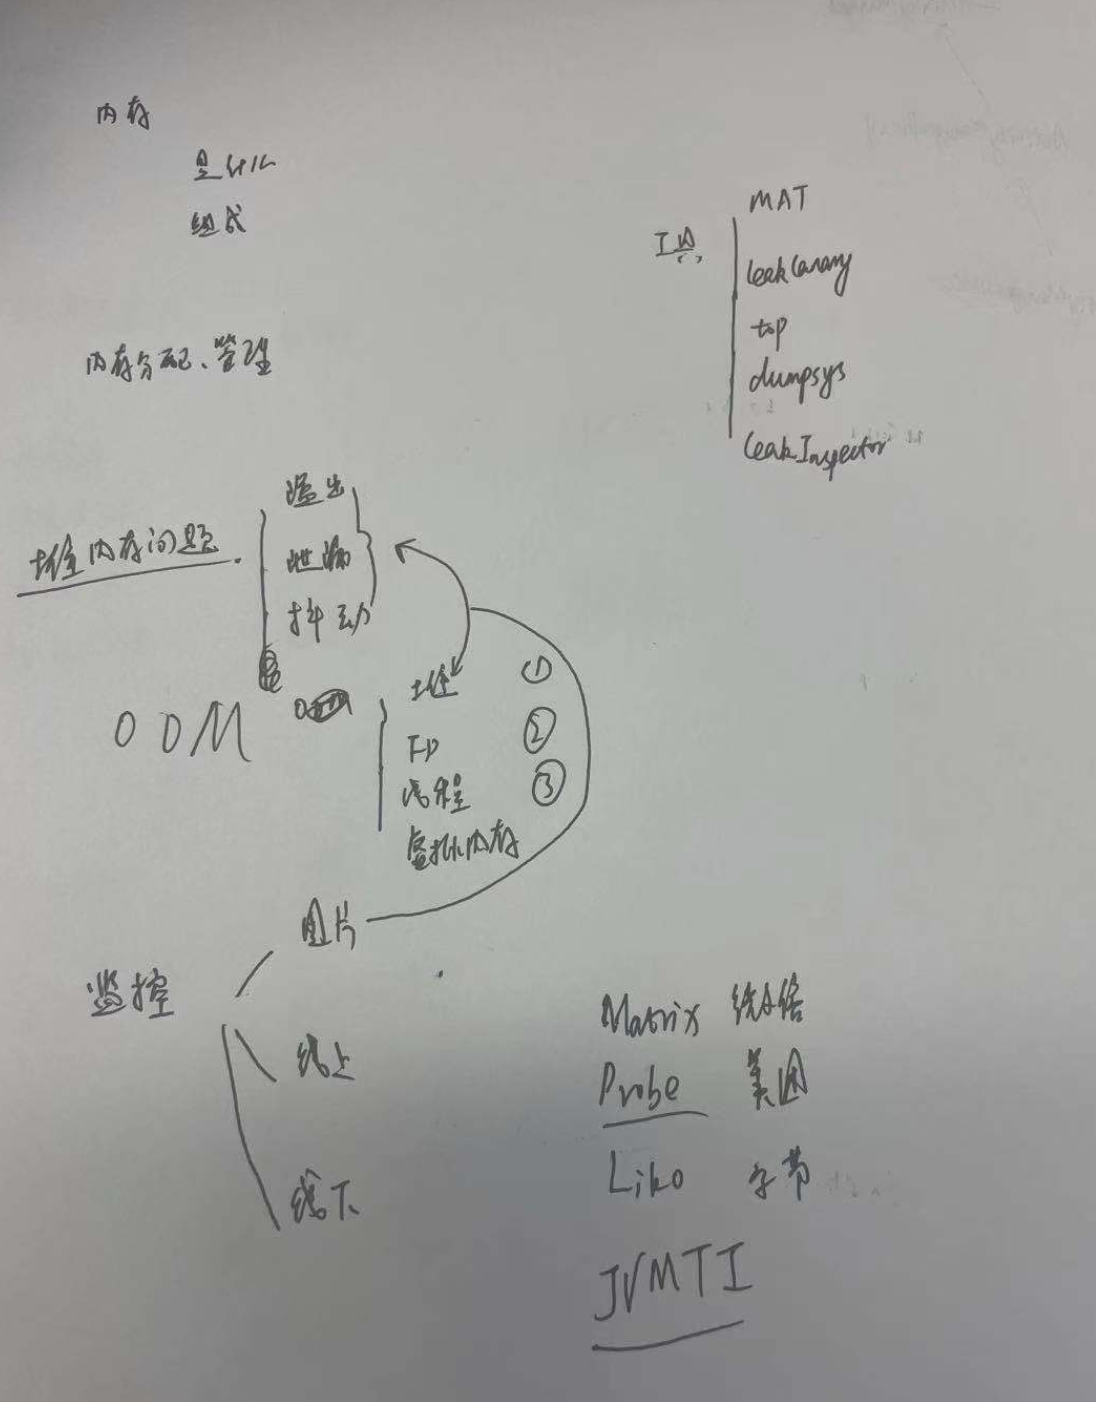 内存
是什么
组成
内存分配、管理
工具
MAT
LeakCanary
top
dumpsys
LeakInspector
堆内存问题
溢出
泄漏
抖动
OOM
堆 ①
FD ②
线程 ③
虚拟内存
监控
图片
线上
线下
Matrix
Probe 美团
Liko 字节
JVMTI